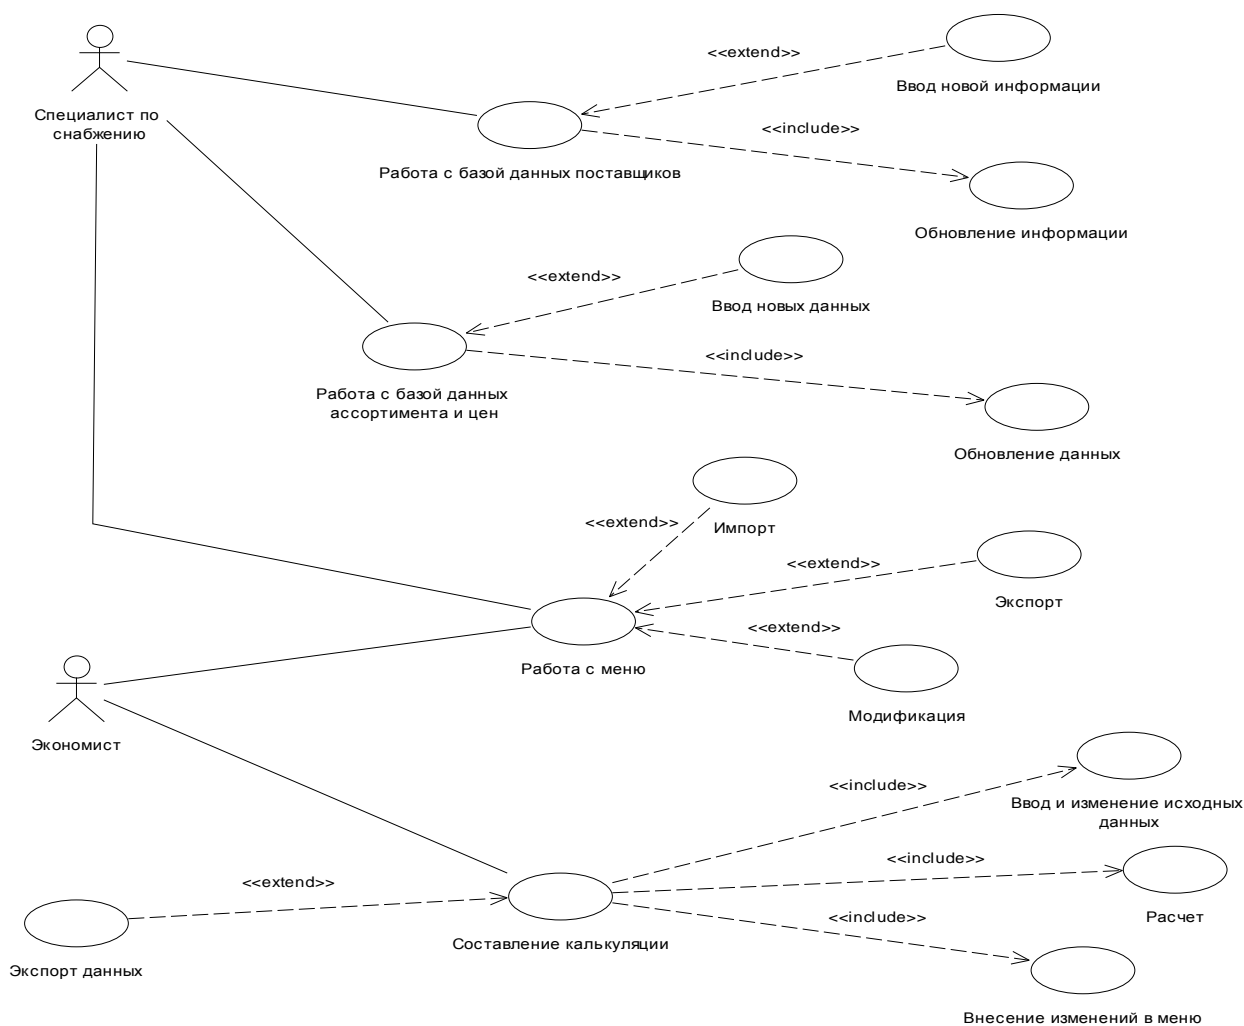 <<extend>>
Ввод новой информации
Специалист по
снабжению
<<include>>
Работа с базой данных поставщиков
Обновление информации
<<extend>>
Ввод новых данных
<<include>>
Работа с базой данных
ассортимента и цен
Обновление данных
<<extend>>
Импорт
<<extend>>
Экспорт
<<extend>>
Работа с меню
Модификация
Экономист
<<include>>
Ввод и изменение исходных
данных
<<include>>
<<extend>>
Расчет
<<include>>
Составление калькуляции
Экспорт данных
Внесение изменений в меню